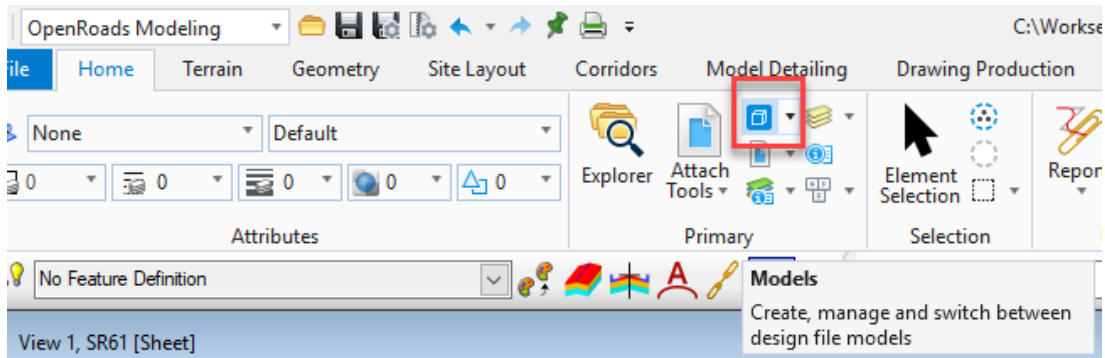 OpenRoads Modeling
C:\Workse
File Home Terrain Geometry Site Layout Corridors Model Detailing Drawing Production
None Default
0 0 0 0 0
Explorer
Attach
Tools
Element
Selection
Repor
Attributes Primary Selection
No Feature Definition
Models
Create, manage and switch between
design file models
View 1, SR61 [Sheet]